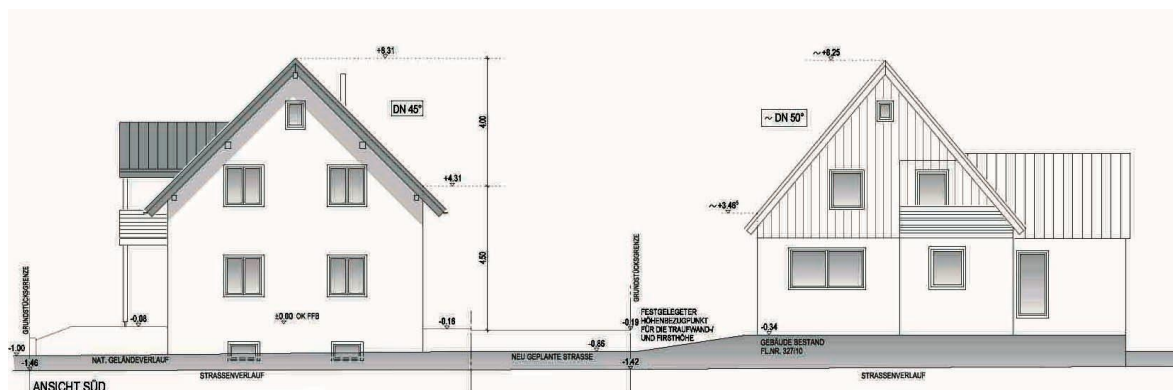 +8,31
~+8,25
DN 45°
4,00
~ DN 50°
+4,31
~+3,46⁵
GRUNDSTÜCKSGRENZE
4,50
GRUNDSTÜCKSGRENZE
FESTGELEGTER
HÖHENBEZUGPUNKT
FÜR DIE TRAUFWAND-/
UND FIRSTHÖHE
-0,08
±0,00 OK FFB
-0,16
-0,19
-0,34
-1,00
NAT. GELÄNDEVERLAUF
NEU GEPLANTE STRASSE
-0,86
GEBÄUDE BESTAND
FL.NR. 327/10
-1,46
STRASSENVERLAUF
-1,42
STRASSENVERLAUF
ANSICHT SÜD